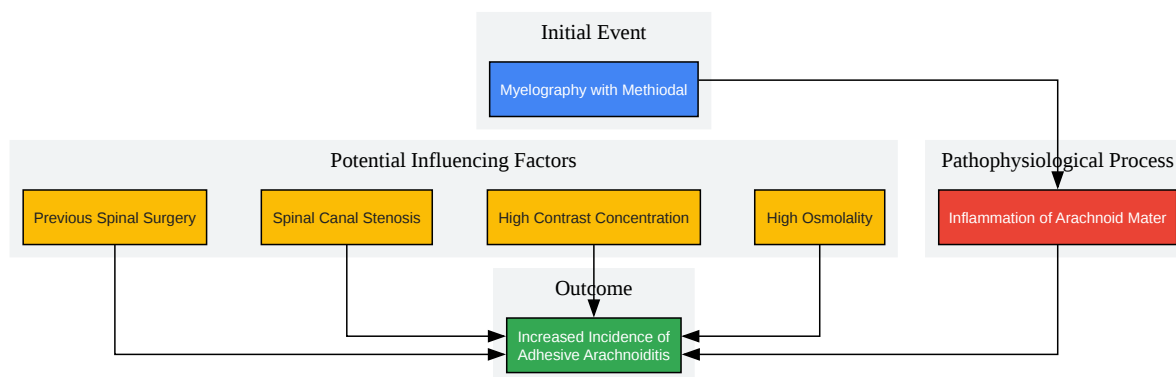 Initial Event
Myelography with Methiodal
Potential Influencing Factors
Pathophysiological Process
Previous Spinal Surgery
Spinal Canal Stenosis
High Contrast Concentration
High Osmolality
Inflammation of Arachnoid Mater
Outcome
Increased Incidence of
Adhesive Arachnoiditis